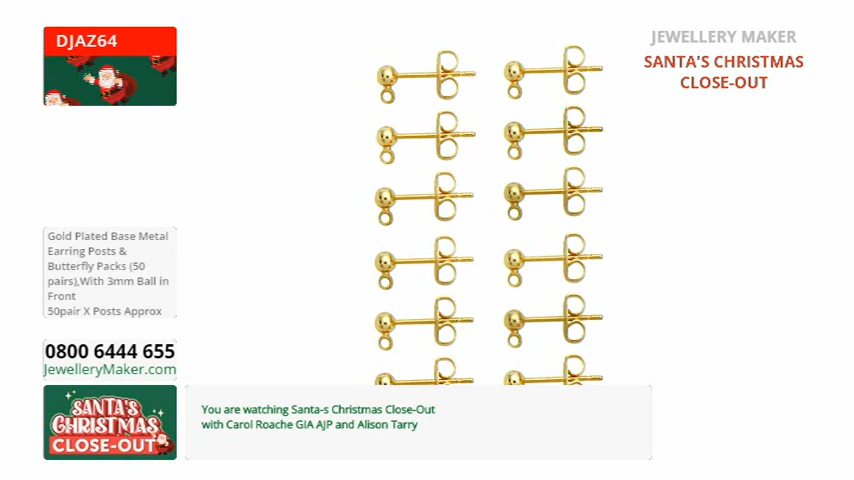 DJAZ64
JEWELLERY MAKER
SANTA'S CHRISTMAS
CLOSE-OUT
Gold Plated Base Metal
Earring Posts &
Butterfly Packs (50
pairs),With 3mm Ball in
Front
50pair X Posts Approx
0800 6444 655
JewelleryMaker.com
SANTA'S
CHRISTMAS
CLOSE-OUT
You are watching Santa-s Christmas Close-Out
with Carol Roache GIA AJP and Alison Tarry